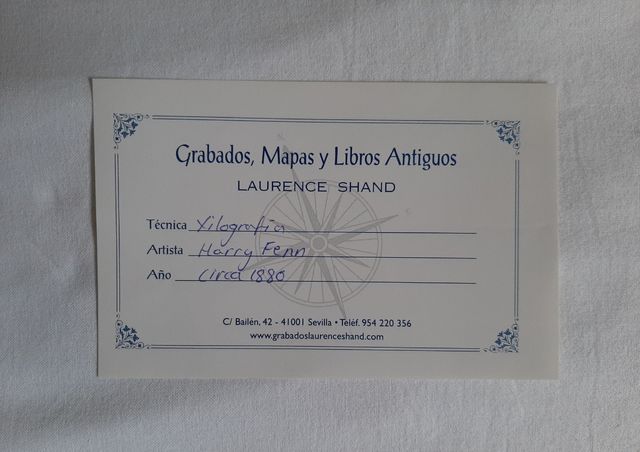 Grabados, Mapas y Libros Antiguos
LAURENCE SHAND
Técnica Xilografia
Artista Harry Fenn
Año circa 1880
C/ Bailén, 42 - 41001 Sevilla • Teléf. 954 220 356
www.grabadoslaurenceshand.com